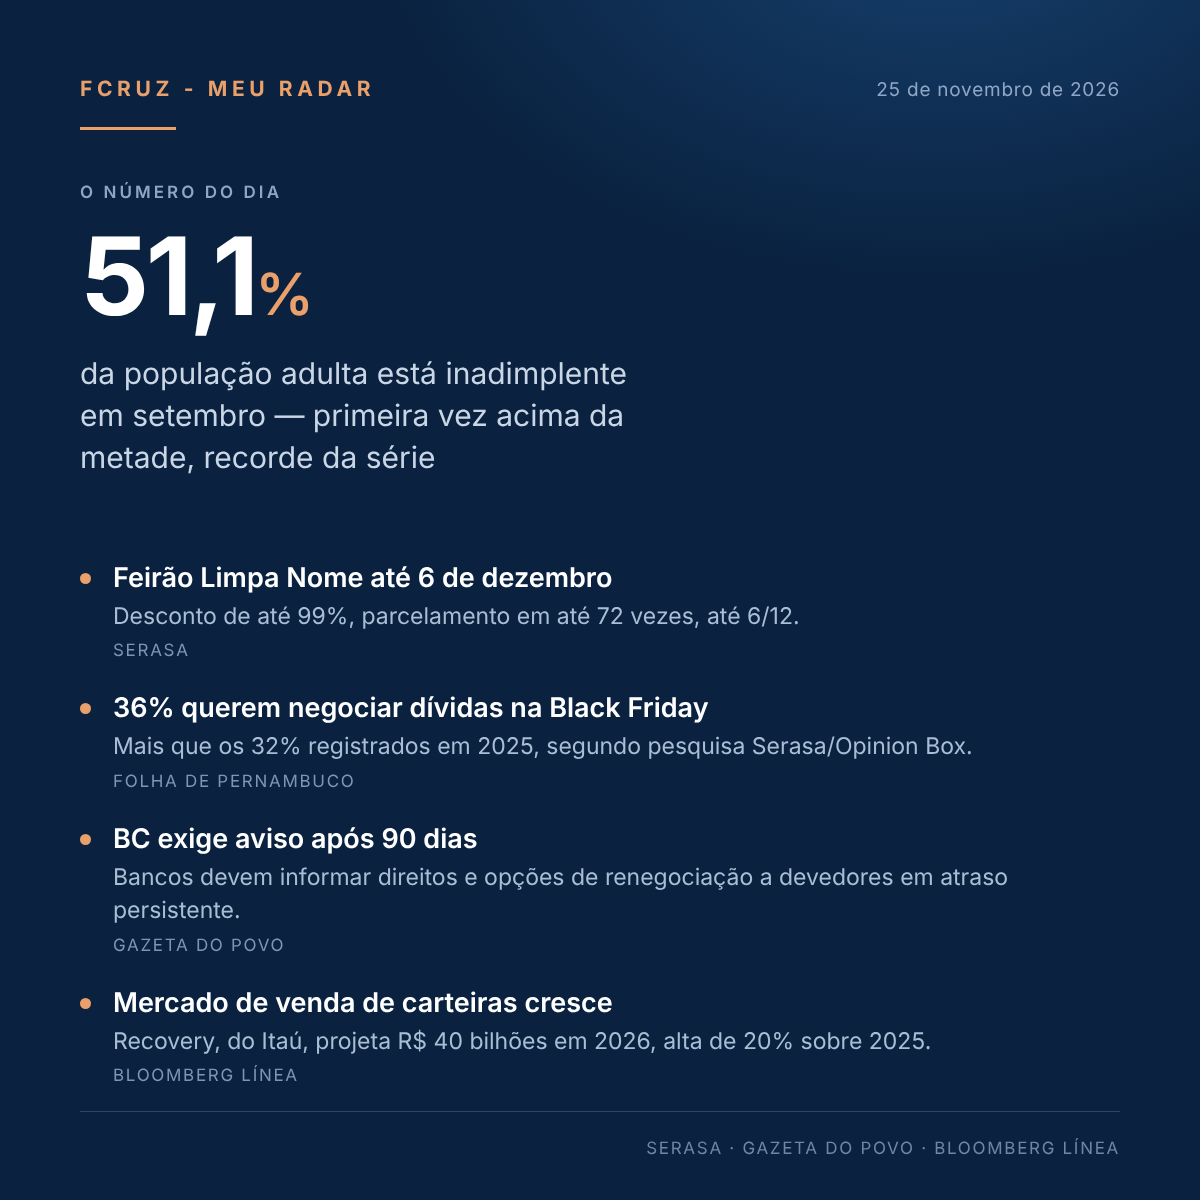 FCRUZ - MEU RADAR
25 de novembro de 2026
O NÚMERO DO DIA
51,1%
da população adulta está inadimplente
em setembro — primeira vez acima da
metade, recorde da série
Feirão Limpa Nome até 6 de dezembro
Desconto de até 99%, parcelamento em até 72 vezes, até 6/12.
SERASA
36% querem negociar dívidas na Black Friday
Mais que os 32% registrados em 2025, segundo pesquisa Serasa/Opinion Box.
FOLHA DE PERNAMBUCO
BC exige aviso após 90 dias
Bancos devem informar direitos e opções de renegociação a devedores em atraso
persistente.
GAZETA DO POVO
Mercado de venda de carteiras cresce
Recovery, do Itaú, projeta R$ 40 bilhões em 2026, alta de 20% sobre 2025.
BLOOMBERG LÍNEA
SERASA · GAZETA DO POVO · BLOOMBERG LÍNEA